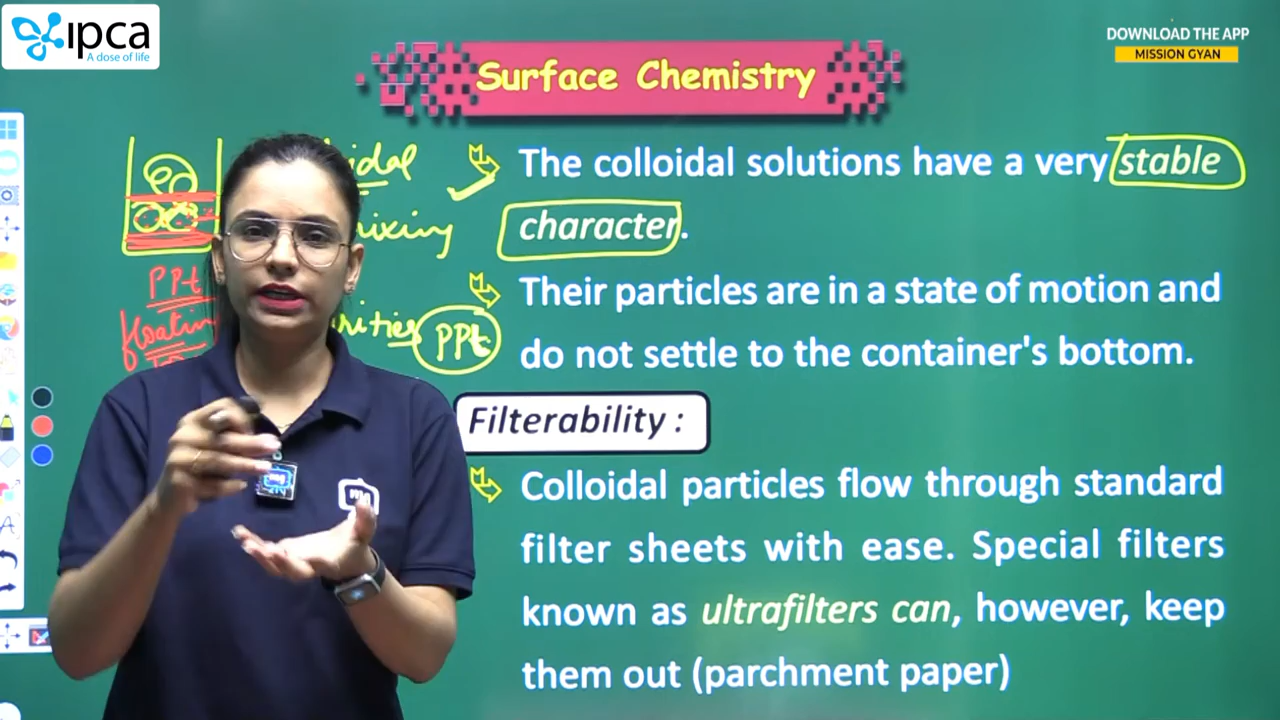 ipca
A dose of life
DOWNLOAD THE APP
MISSION GYAN
Surface Chemistry
The colloidal solutions have a very stable
character.
Their particles are in a state of motion and
do not settle to the container's bottom.
PPt
PPt
Filterability :
Colloidal particles flow through standard
filter sheets with ease. Special filters
known as ultrafilters can, however, keep
them out (parchment paper)